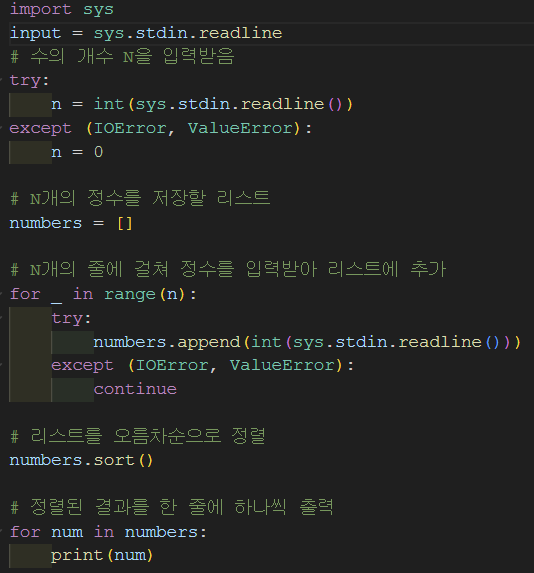 import sys
input = sys.stdin.readline
# 수의 개수 N을 입력받음
try:
    n = int(sys.stdin.readline())
except (IOError, ValueError):
    n = 0

# N개의 정수를 저장할 리스트
numbers = []

# N개의 줄에 걸쳐 정수를 입력받아 리스트에 추가
for _ in range(n):
    try:
        numbers.append(int(sys.stdin.readline()))
    except (IOError, ValueError):
        continue

# 리스트를 오름차순으로 정렬
numbers.sort()

# 정렬된 결과를 한 줄에 하나씩 출력
for num in numbers:
    print(num)